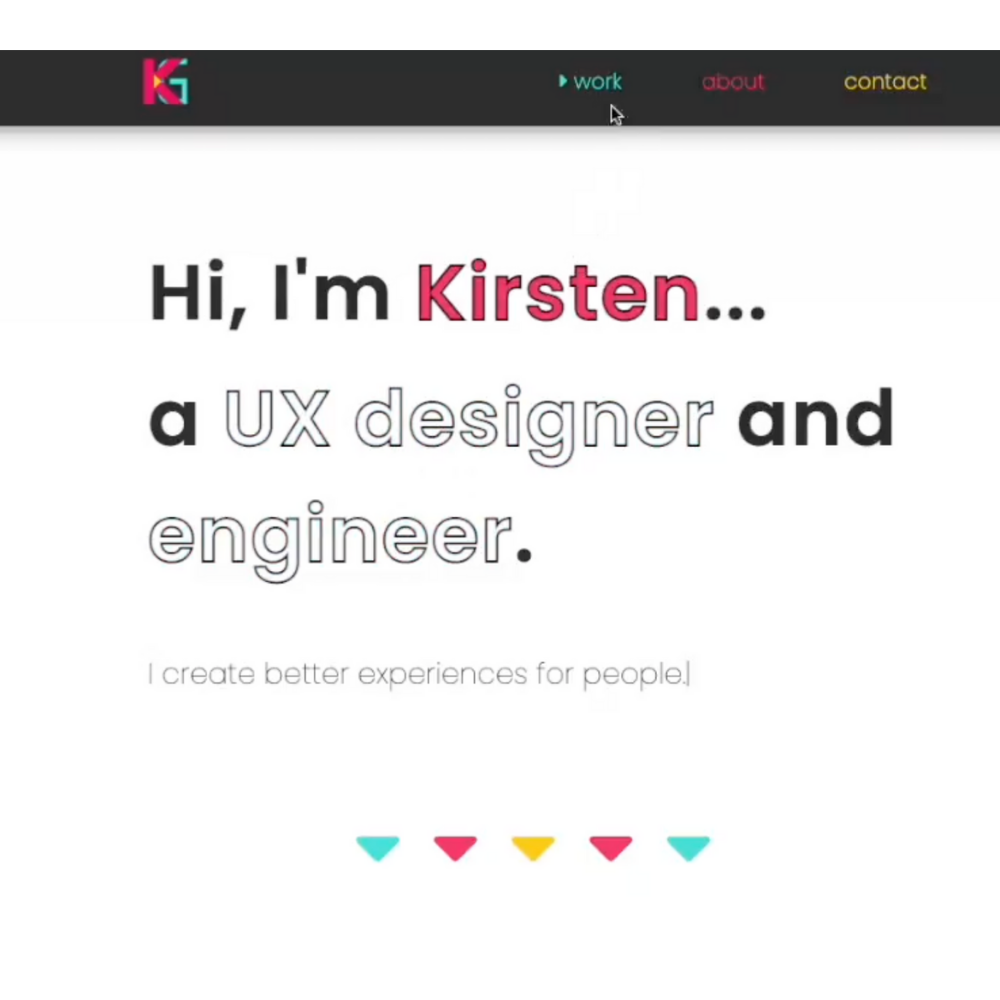 KG
work about contact
Hi, I'm Kirsten...
a UX designer and
engineer.
I create better experiences for people.